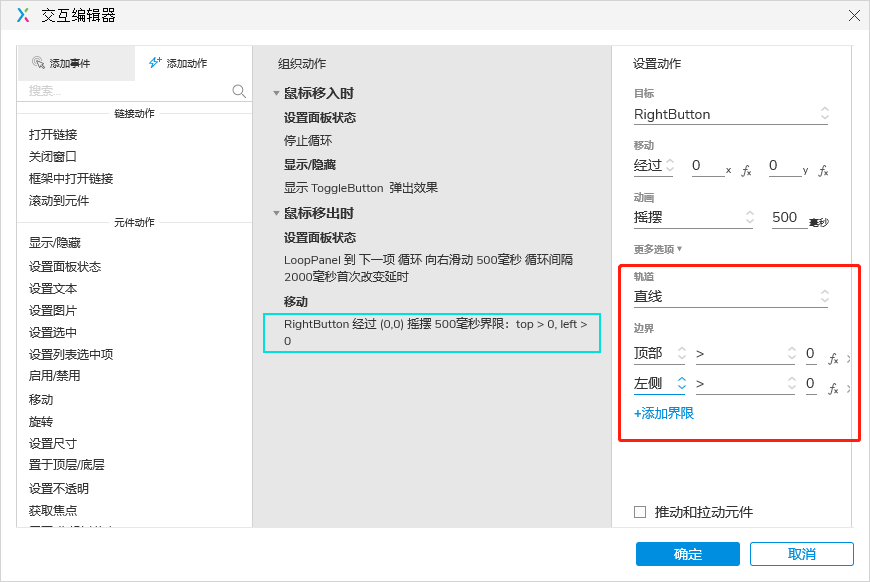 交互编辑器
添加事件
添加动作
搜索...
链接动作
打开链接
关闭窗口
框架中打开链接
滚动到元件
元件动作
显示/隐藏
设置面板状态
设置文本
设置图片
设置选中
设置列表选中项
启用/禁用
移动
旋转
设置尺寸
置于顶层/底层
设置不透明
获取焦点
组织动作
鼠标移入时
设置面板状态
停止循环
显示/隐藏
显示 ToggleButton 弹出效果
鼠标移出时
设置面板状态
LoopPanel 到 下一项 循环 向右滑动 500毫秒 循环间隔
2000毫秒首次改变延时
移动
RightButton 经过 (0,0) 摇摆 500毫秒界限：top > 0, left >
0
设置动作
目标
RightButton
移动
经过 0 x fx 0 y fx
动画
摇摆 500 毫秒
更多选项
轨道
直线
边界
顶部 > 0 fx
左侧 > 0 fx
+添加界限
推动和拉动元件
确定
取消